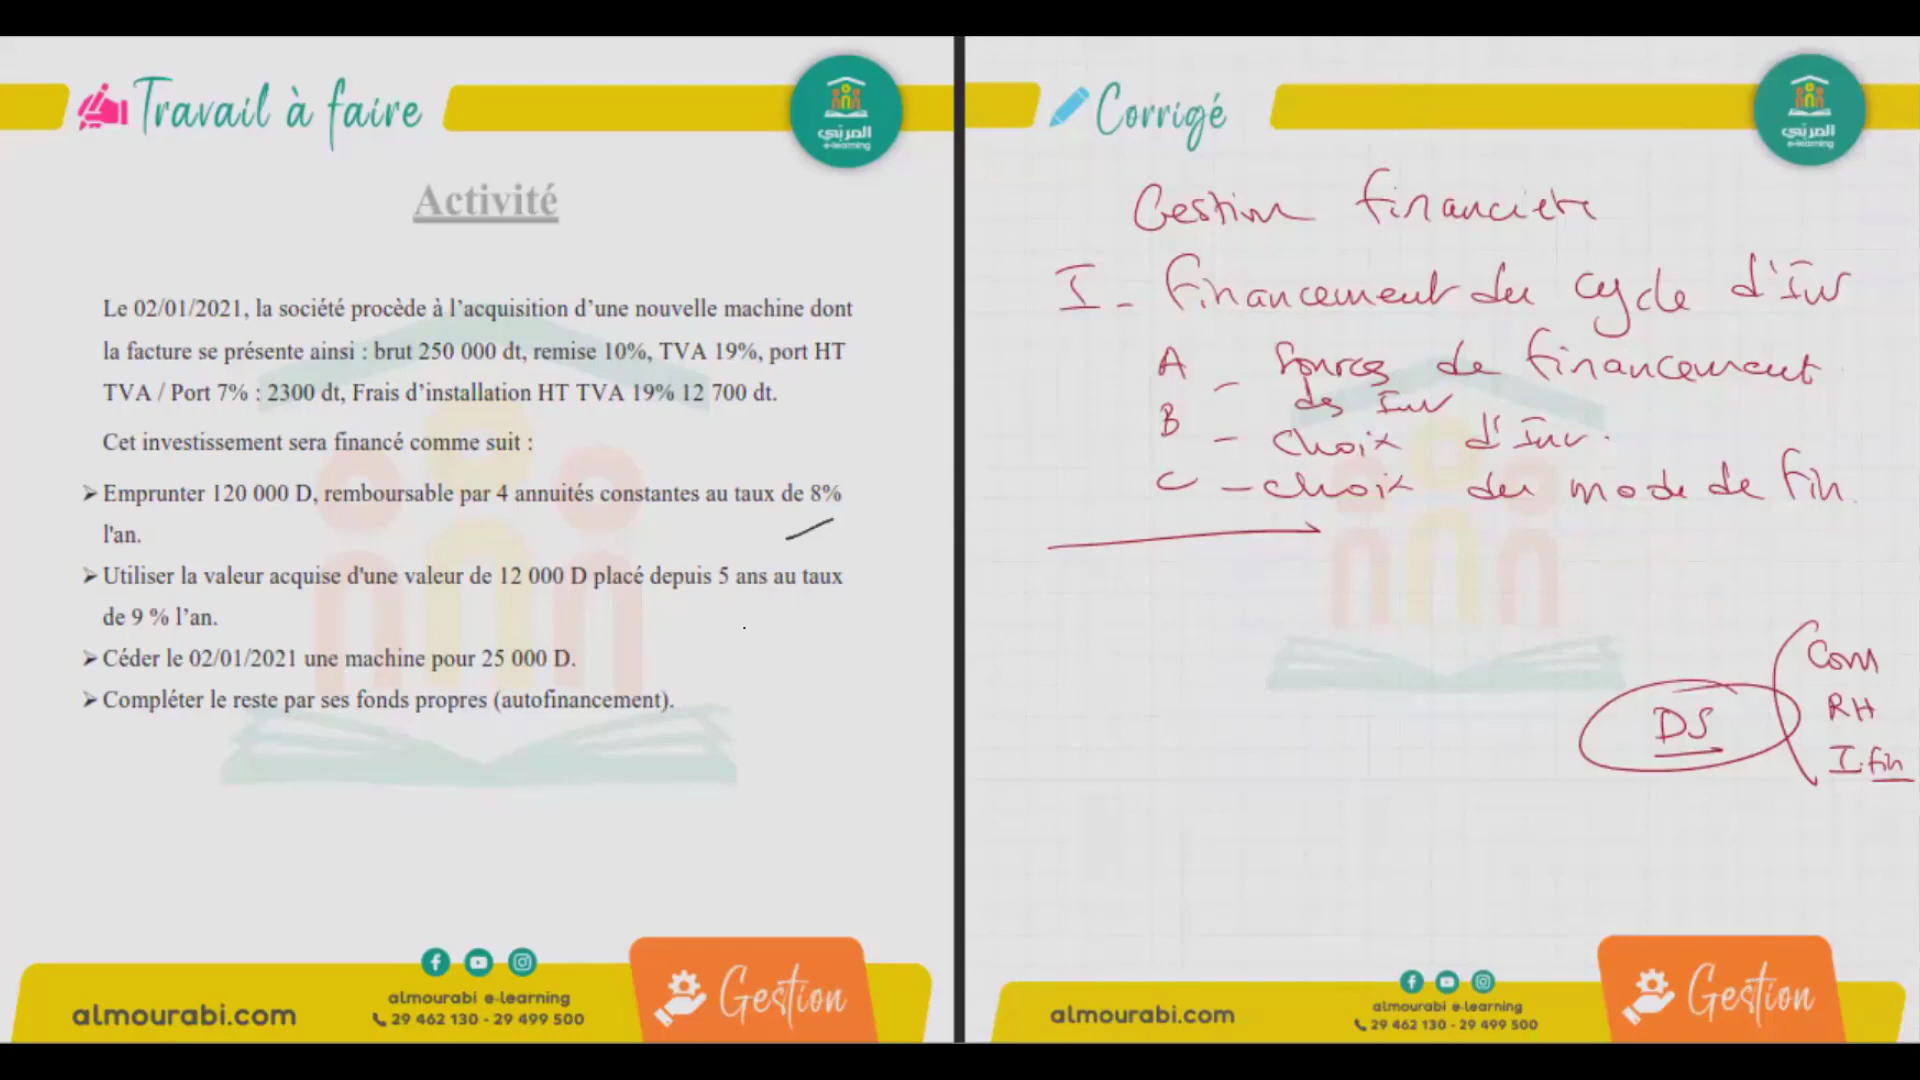 Travail à faire
المربّي
e-learning
Activité
Le 02/01/2021, la société procède à l’acquisition d’une nouvelle machine dont
la facture se présente ainsi : brut 250 000 dt, remise 10%, TVA 19%, port HT
TVA / Port 7% : 2300 dt, Frais d’installation HT TVA 19% 12 700 dt.
Cet investissement sera financé comme suit :
➢ Emprunter 120 000 D, remboursable par 4 annuités constantes au taux de 8%
l'an.
➢ Utiliser la valeur acquise d'une valeur de 12 000 D placé depuis 5 ans au taux
de 9 % l’an.
➢ Céder le 02/01/2021 une machine pour 25 000 D.
➢ Compléter le reste par ses fonds propres (autofinancement).
almourabi.com
almourabi e-learning
29 462 130 - 29 499 500
Gestion
Corrigé
المربّي
e-learning
Gestion financière
I - Financement du cycle d'Inv
A - Sources de financement
des Inv
B - choix d'Inv.
C - choix du mode de fin
DS
Com
RH
I. fin
almourabi.com
almourabi e-learning
29 462 130 - 29 499 500
Gestion